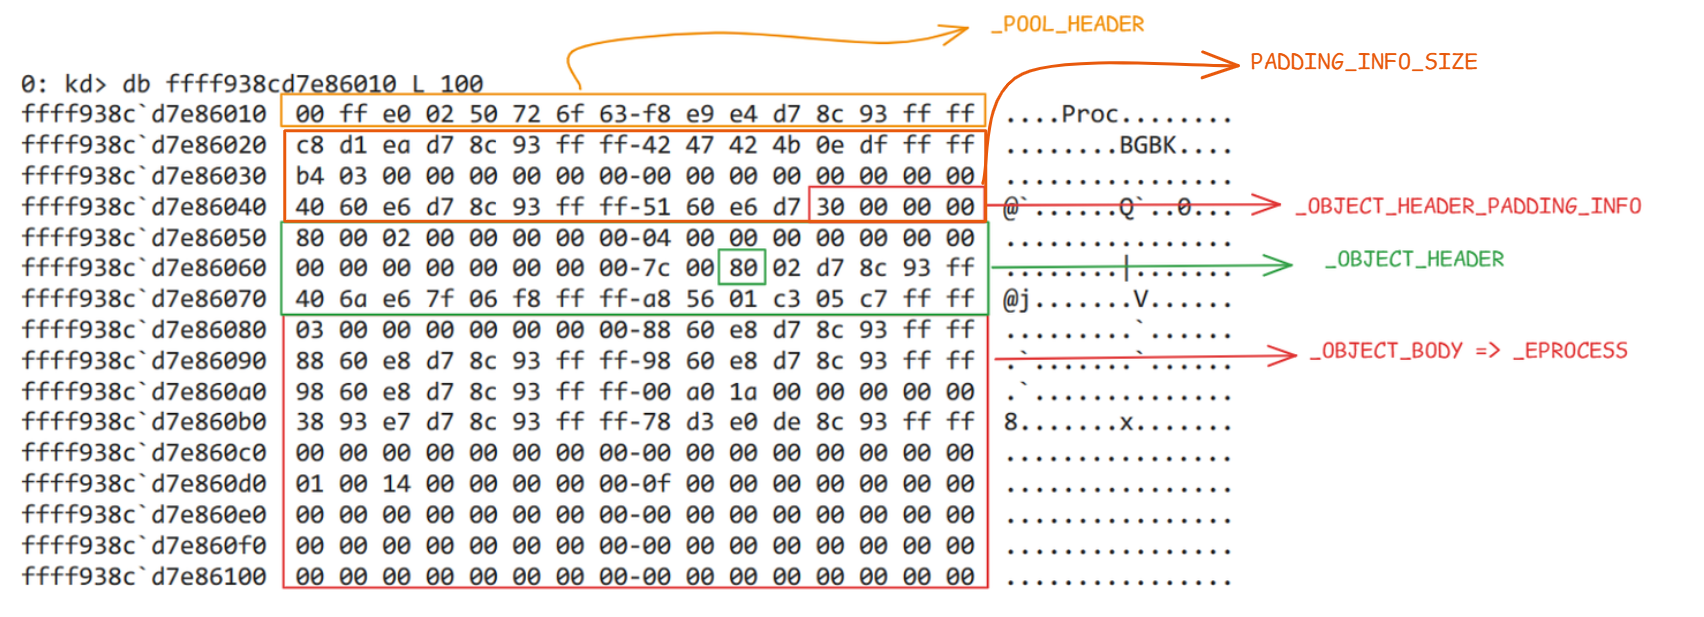 _POOL_HEADER
PADDING_INFO_SIZE
0: kd> db ffff938cd7e86010 L 100
ffff938c`d7e86010 00 ff e0 02 50 72 6f 63-f8 e9 e4 d7 8c 93 ff ff ....Proc........
ffff938c`d7e86020 c8 d1 ea d7 8c 93 ff ff-42 47 42 4b 0e df ff ff ........BGBK....
ffff938c`d7e86030 b4 03 00 00 00 00 00 00-00 00 00 00 00 00 00 00 ................
ffff938c`d7e86040 40 60 e6 d7 8c 93 ff ff-51 60 e6 d7 30 00 00 00 @`......Q`..0... _OBJECT_HEADER_PADDING_INFO
ffff938c`d7e86050 80 00 02 00 00 00 00 00-04 00 00 00 00 00 00 00 ................
ffff938c`d7e86060 00 00 00 00 00 00 00 00-7c 00 80 02 d7 8c 93 ff ........|....... _OBJECT_HEADER
ffff938c`d7e86070 40 6a e6 7f 06 f8 ff ff-a8 56 01 c3 05 c7 ff ff @j.......V......
ffff938c`d7e86080 03 00 00 00 00 00 00 00-88 60 e8 d7 8c 93 ff ff .........`......
ffff938c`d7e86090 88 60 e8 d7 8c 93 ff ff-98 60 e8 d7 8c 93 ff ff .`.......`...... _OBJECT_BODY => _EPROCESS
ffff938c`d7e860a0 98 60 e8 d7 8c 93 ff ff-00 a0 1a 00 00 00 00 00 .`..............
ffff938c`d7e860b0 38 93 e7 d7 8c 93 ff ff-78 d3 e0 de 8c 93 ff ff 8.......x.......
ffff938c`d7e860c0 00 00 00 00 00 00 00 00-00 00 00 00 00 00 00 00 ................
ffff938c`d7e860d0 01 00 14 00 00 00 00 00-0f 00 00 00 00 00 00 00 ................
ffff938c`d7e860e0 00 00 00 00 00 00 00 00-00 00 00 00 00 00 00 00 ................
ffff938c`d7e860f0 00 00 00 00 00 00 00 00-00 00 00 00 00 00 00 00 ................
ffff938c`d7e86100 00 00 00 00 00 00 00 00-00 00 00 00 00 00 00 00 ................